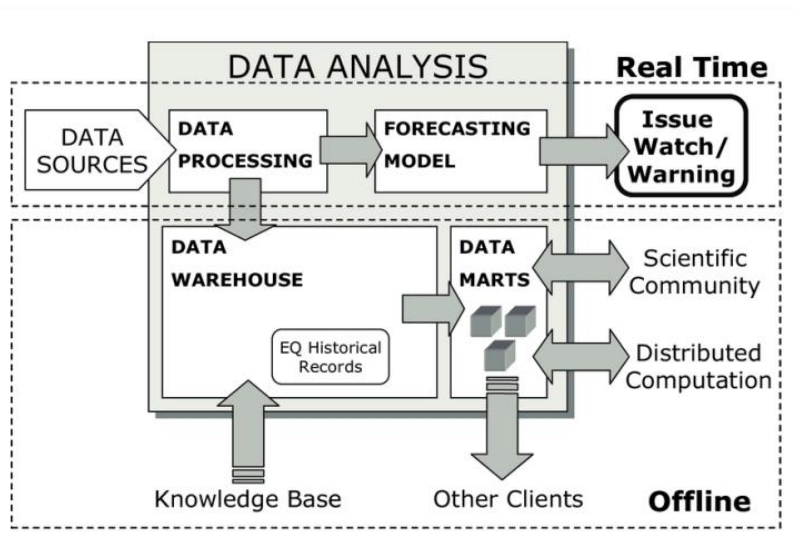 DATA ANALYSIS
Real Time
DATA
SOURCES
DATA
PROCESSING
FORECASTING
MODEL
Issue
Watch/
Warning
DATA
WAREHOUSE
EQ Historical
Records
DATA
MARTS
Scientific
Community
Distributed
Computation
Knowledge Base
Other Clients
Offline